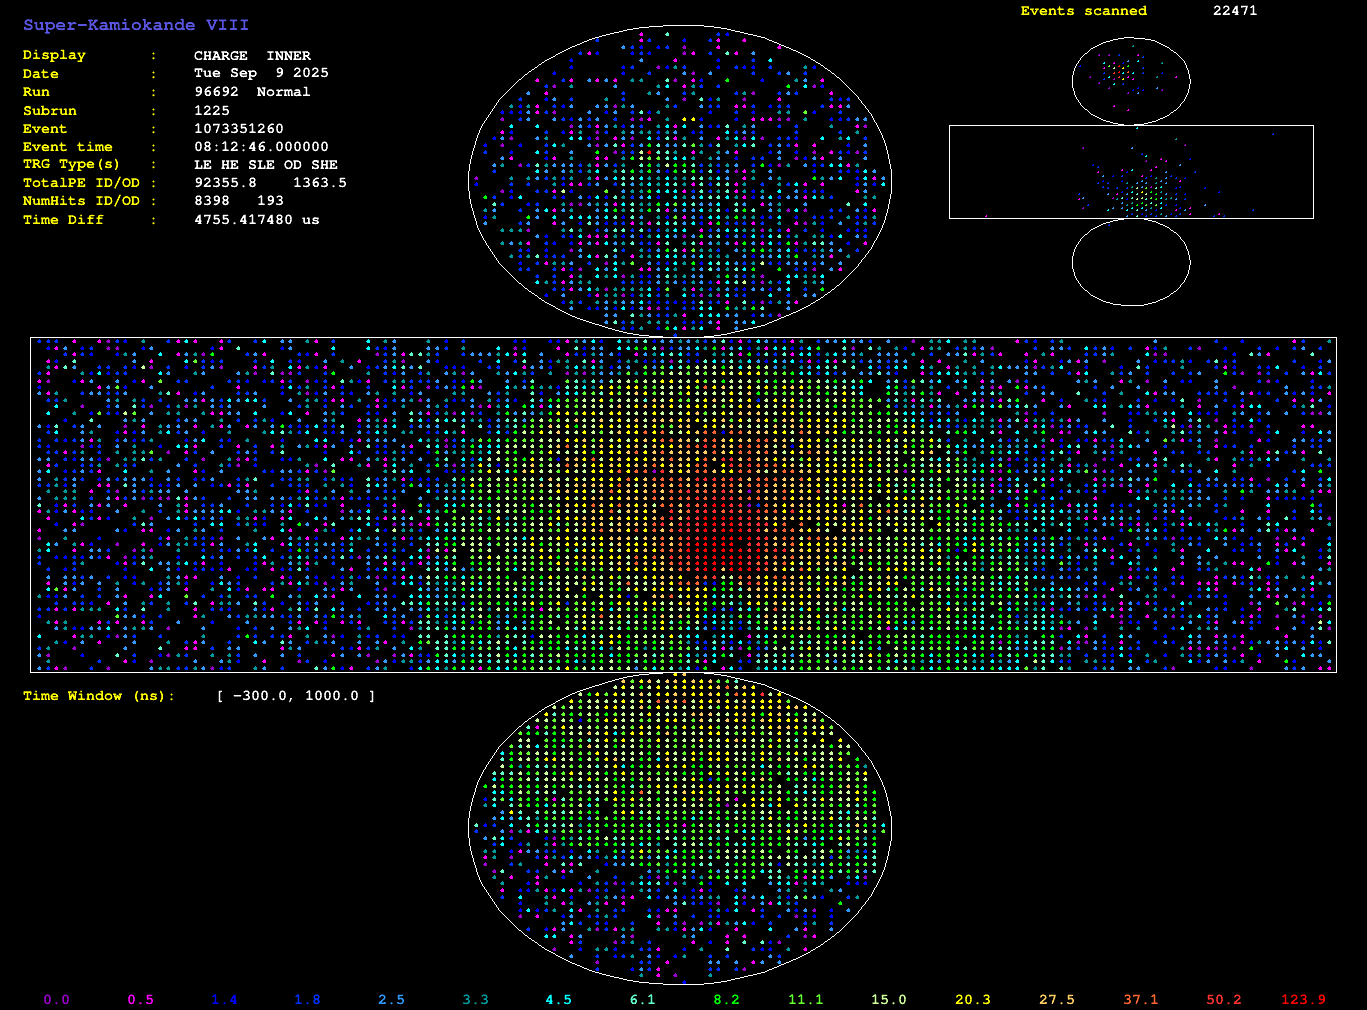 Super-Kamiokande VIII
Events scanned 22471
Display : CHARGE INNER
Date : Tue Sep 9 2025
Run : 96692 Normal
Subrun : 1225
Event : 1073351260
Event time : 08:12:46.000000
TRG Type(s) : LE HE SLE OD SHE
TotalPE ID/OD : 92355.8 1363.5
NumHits ID/OD : 8398 193
Time Diff : 4755.417480 us
Time Window (ns): [ -300.0, 1000.0 ]
0.0 0.5 1.4 1.8 2.5 3.3 4.5 6.1 8.2 11.1 15.0 20.3 27.5 37.1 50.2 123.9